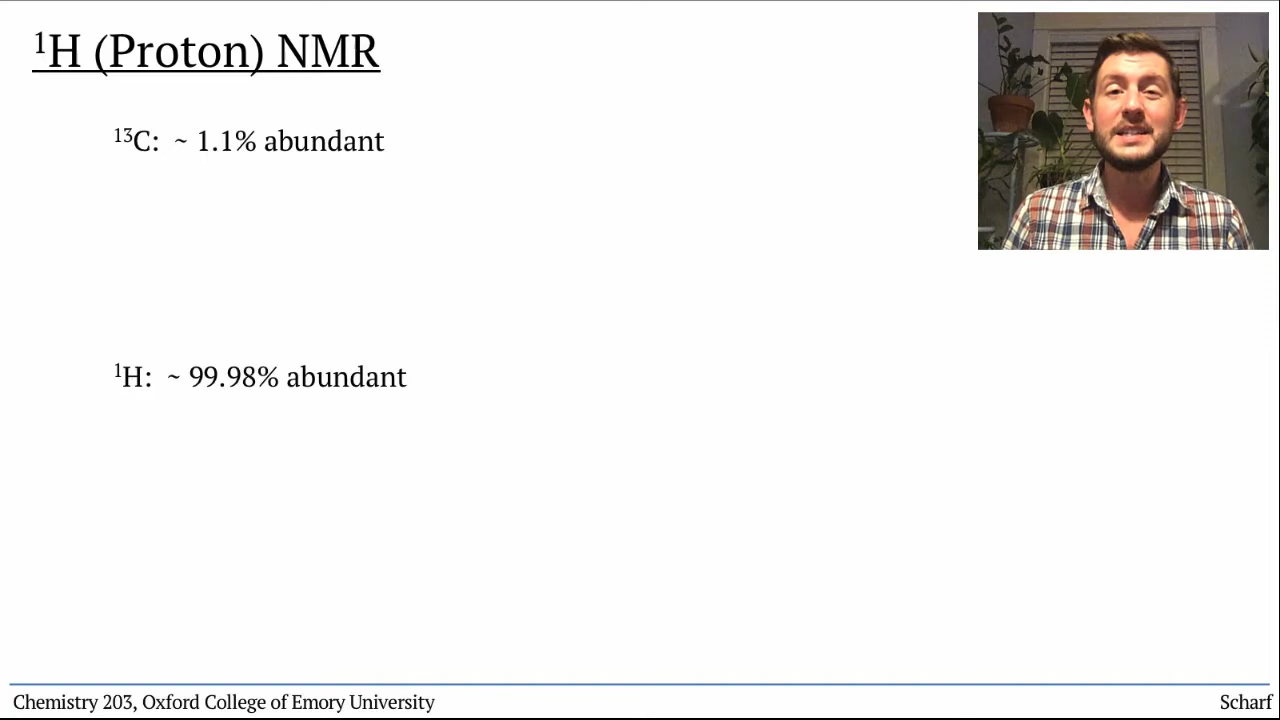 ¹H (Proton) NMR
¹³C: ~ 1.1% abundant
¹H: ~ 99.98% abundant
Chemistry 203, Oxford College of Emory University
Scharf